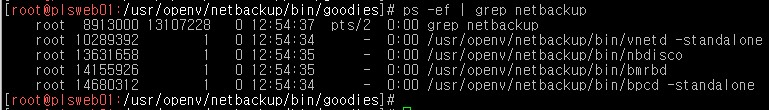 [root@plsweb01:/usr/openv/netbackup/bin/goodies]# ps -ef | grep netbackup
root 8913000 13107228 0 12:54:37 pts/2 0:00 grep netbackup
root 10289392 1 0 12:54:34 - 0:00 /usr/openv/netbackup/bin/vnetd -standalone
root 13631658 1 0 12:54:35 - 0:00 /usr/openv/netbackup/bin/nbdisco
root 14155926 1 0 12:54:35 - 0:00 /usr/openv/netbackup/bin/bmrbd
root 14680312 1 0 12:54:34 - 0:00 /usr/openv/netbackup/bin/bpcd -standalone
[root@plsweb01:/usr/openv/netbackup/bin/goodies]#